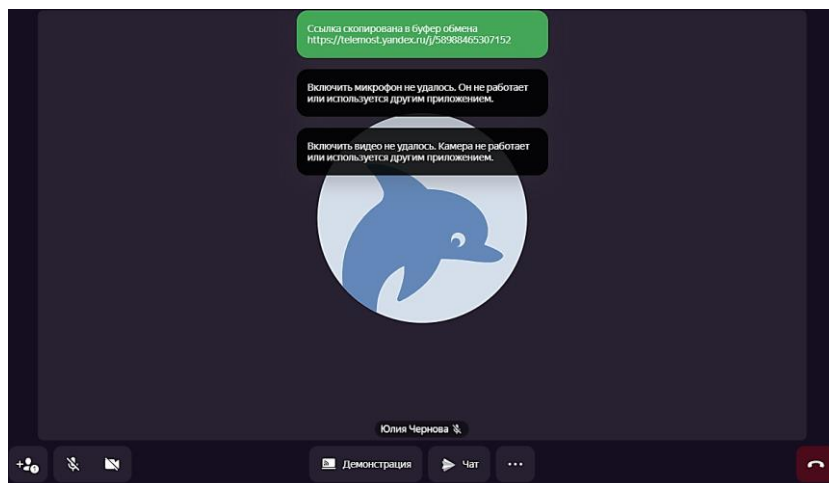 Ссылка скопирована в буфер обмена
https://telemost.yandex.ru/j/58988465307152
Включить микрофон не удалось. Он не работает
или используется другим приложением.
Включить видео не удалось. Камера не работает
или используется другим приложением.
Юлия Чернова
Демонстрация
Чат